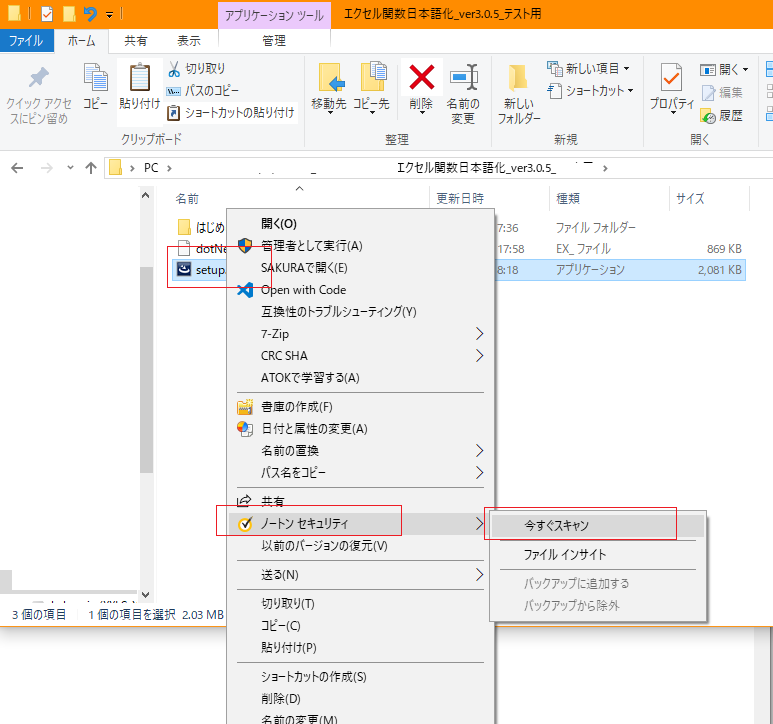 アプリケーション ツール エクセル関数日本語化_ver3.0.5_テスト用
ファイル ホーム 共有 表示 管理
クイック アクセスにピン留め
コピー
貼り付け
切り取り
パスのコピー
ショートカットの貼り付け
クリップボード
移動先
コピー先
削除
名前の変更
整理
新しいフォルダー
新しい項目
ショートカット
新規
プロパティ
開く
編集
履歴
開く
PC エクセル関数日本語化_ver3.0.5_
名前 更新日時 種類 サイズ
はじめ 7:36 ファイル フォルダー
dotNe 17:58 EX_ ファイル 869 KB
setup. 8:18 アプリケーション 2,081 KB
開く(O)
管理者として実行(A)
SAKURAで開く(E)
Open with Code
互換性のトラブルシューティング(Y)
7-Zip
CRC SHA
ATOKで学習する(A)
書庫の作成(F)
日付と属性の変更(A)
名前の置換
パス名をコピー
共有
ノートン セキュリティ
以前のバージョンの復元(V)
送る(N)
切り取り(T)
コピー(C)
貼り付け(P)
ショートカットの作成(S)
削除(D)
名前の変更(M)
今すぐスキャン
ファイル インサイト
バックアップに追加する
バックアップから除外
3 個の項目 1 個の項目を選択 2.03 MB